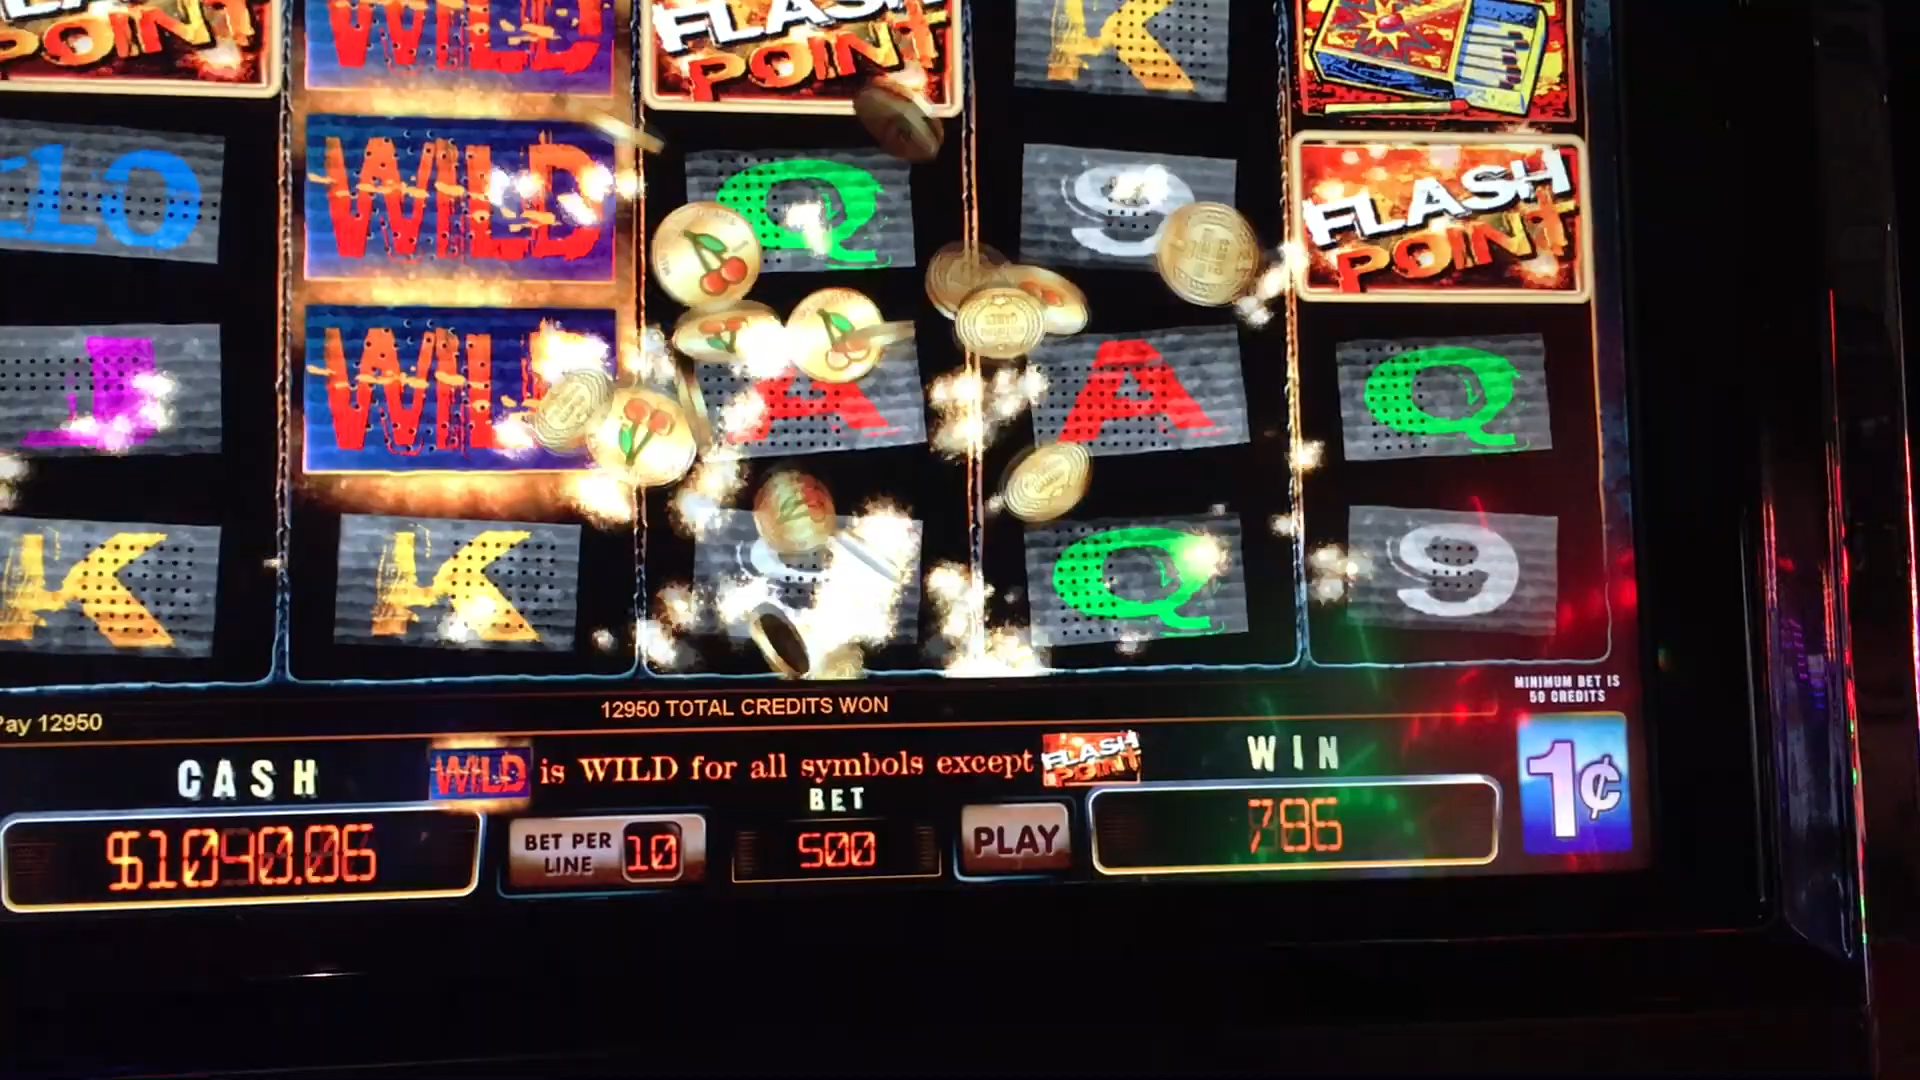 FLASH
POINT
WILD
FLASH
POINT
K
10
WILD
Q
9
FLASH
POINT
J
WILD
A
A
Q
K
K
Q
9
Pay 12950
12950 TOTAL CREDITS WON
MINIMUM BET IS
50 CREDITS
CASH
WILD is WILD for all symbols except FLASH POINT
WIN
1¢
$1040.06
BET PER
LINE 10
BET
500
PLAY
786